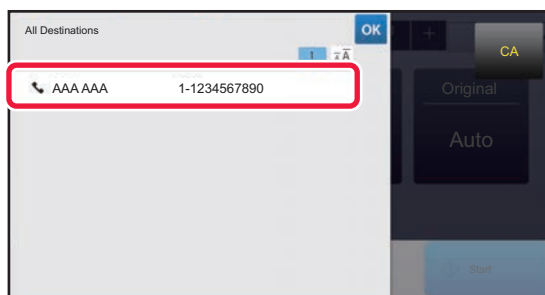 All Destinations
OK
CA
AAA AAA 1-1234567890
Original
Auto
Start